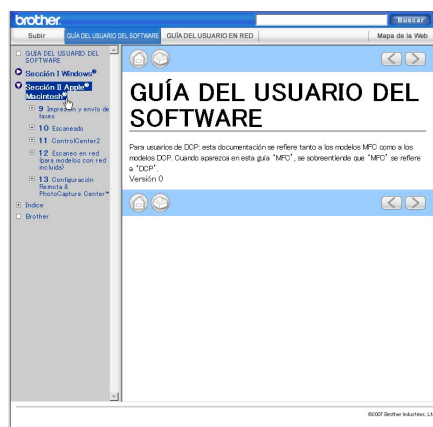 brother.
Buscar
Subir
GUÍA DEL USUARIO DEL SOFTWARE
GUÍA DEL USUARIO EN RED
Mapa de la Web
GUÍA DEL USUARIO DEL
SOFTWARE
Sección I Windows®
Sección II Apple®
Macintosh®
9 Impresión y envío de
faxes
10 Escaneado
11 ControlCenter2
12 Escaneo en red
(para modelos con red
incluida)
13 Configuración
Remota &
PhotoCapture Center™
Indice
Brother
GUÍA DEL USUARIO DEL
SOFTWARE
Para usuarios de DCP: esta documentación se refiere tanto a los modelos MFC como a los
modelos DCP. Cuando aparezca en esta guía "MFC", se sobreentiende que "MFC" se refiere
a "DCP".
Versión 0
©2007 Brother Industries, Lt